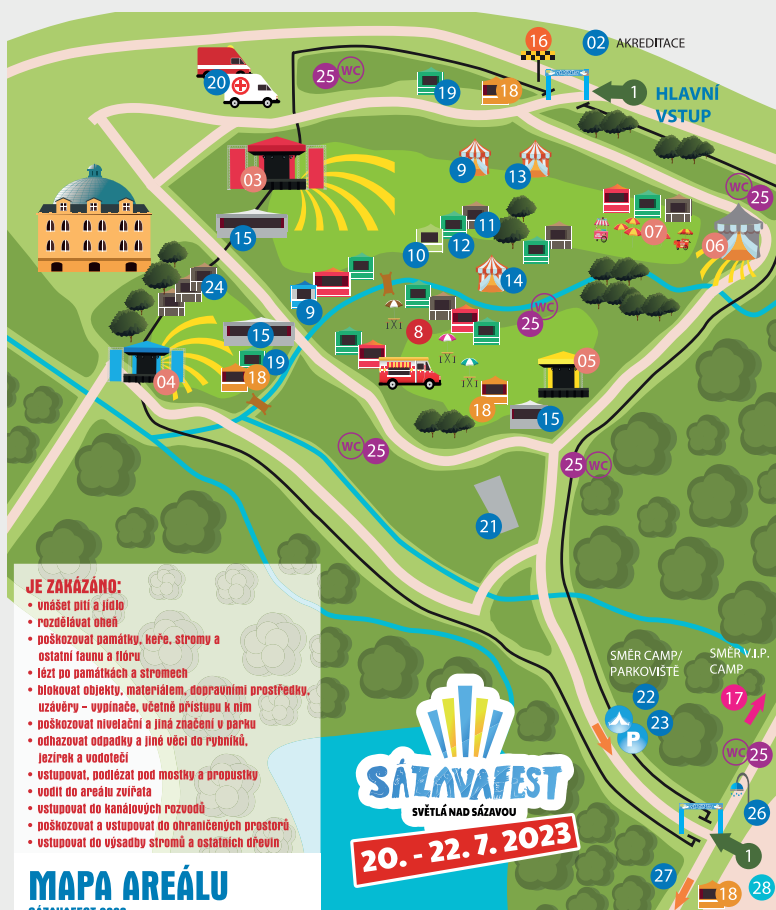 16
02 AKREDITACE
25 WC
20
19
18
1 HLAVNÍ
VSTUP
03
9
13
WC
25
15
11
10
12
07
06
14
24
9
WC
25
8
15
19
18
04
05
18
15
WC 25
25 WC
21
JE ZAKÁZÁNO:
• vnášet pití a jídlo
• rozdělávat oheň
• poškozovat památky, keře, stromy a
ostatní faunu a flóru
• lézt po památkách a stromech
• blokovat objekty, materiálem, dopravními prostředky,
uzávěry – vypínače, včetně přístupu k nim
• poškozovat nivelační a jiná značení v parku
• odhazovat odpadky a jiné věci do rybníků,
jezírek a vodotečí
• vstupovat, podlézat pod mostky a propustky
• vodit do areálu zvířata
• vstupovat do kanálových rozvodů
• poškozovat a vstupovat do ohraničených prostorů
• vstupovat do výsadby stromů a ostatních dřevin
SMĚR CAMP/
PARKOVIŠTĚ
22
23
P
SMĚR V.I.P.
CAMP
17
WC 25
26
1
27
18
28
SÁZAVAFEST
SVĚTLÁ NAD SÁZAVOU
20. - 22. 7. 2023
MAPA AREÁLU
SÁZAVAFEST 2023